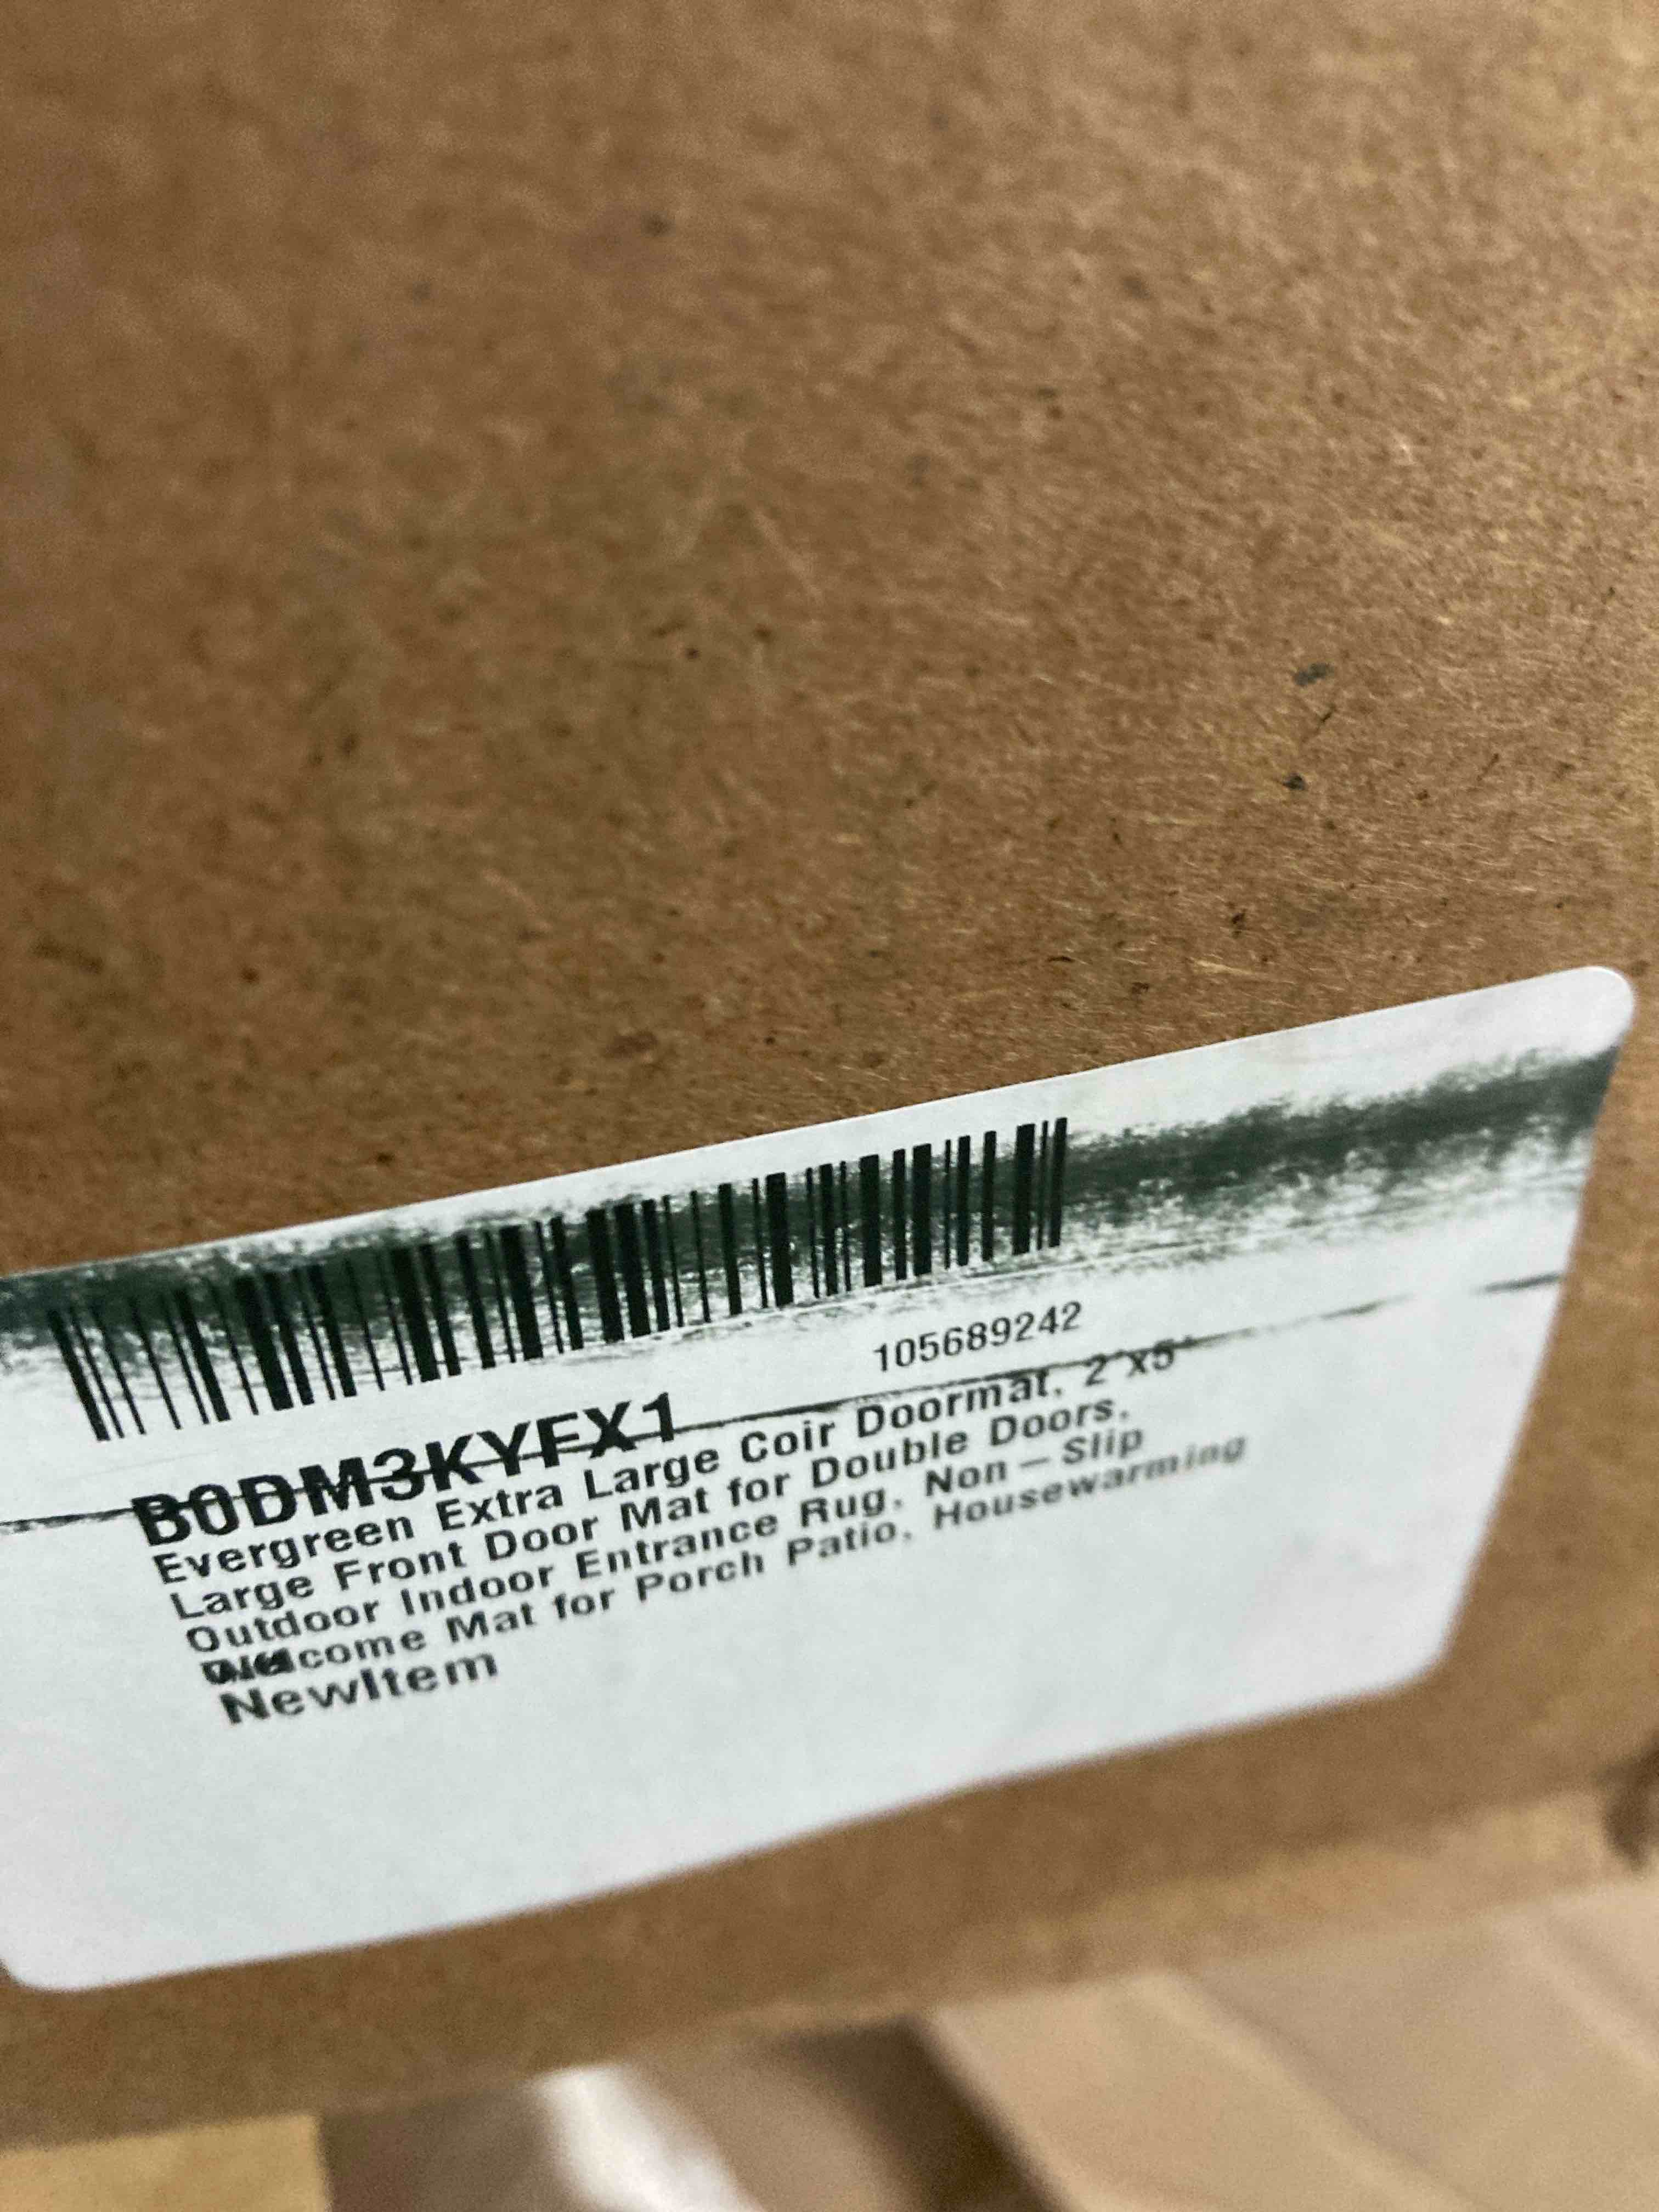 105689242
B0DM3KYFX1
Evergreen Extra Large Coir Doormat, 2'x5'
Large Front Door Mat for Double Doors,
Outdoor Indoor Entrance Rug, Non-Slip
Welcome Mat for Porch Patio, Housewarming
NewItem